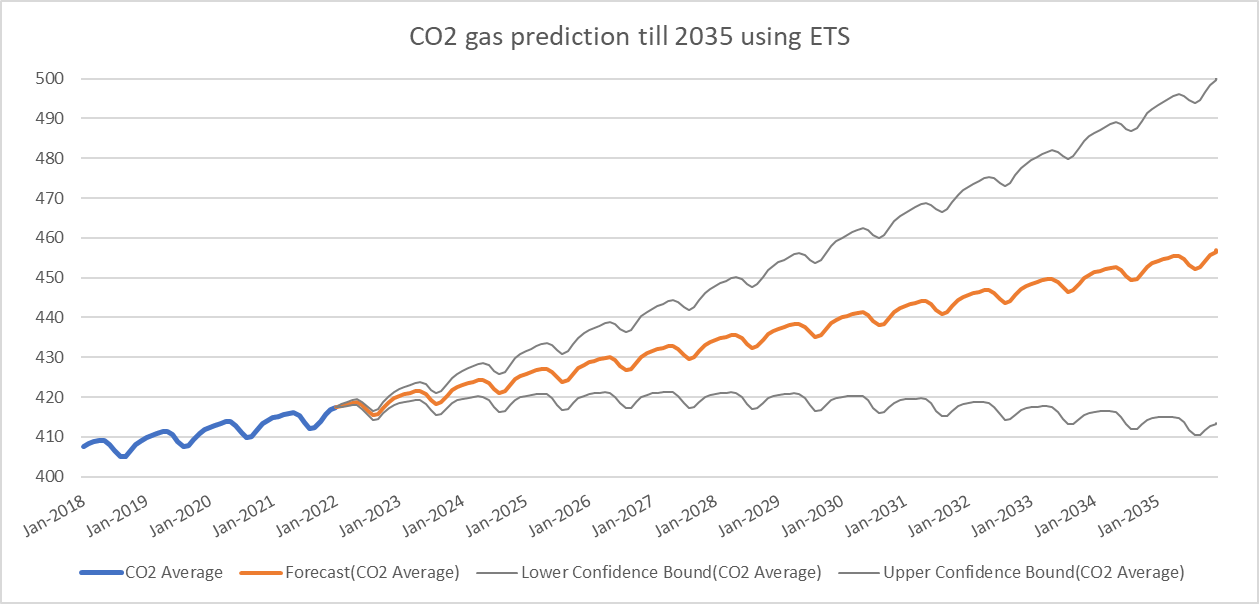 CO2 gas prediction till 2035 using ETS
500
490
480
470
460
450
440
430
420
410
400
Jan-2018
Jan-2019
Jan-2020
Jan-2021
Jan-2022
Jan-2023
Jan-2024
Jan-2025
Jan-2026
Jan-2027
Jan-2028
Jan-2029
Jan-2030
Jan-2031
Jan-2032
Jan-2033
Jan-2034
Jan-2035
CO2 Average
Forecast(CO2 Average)
Lower Confidence Bound(CO2 Average)
Upper Confidence Bound(CO2 Average)